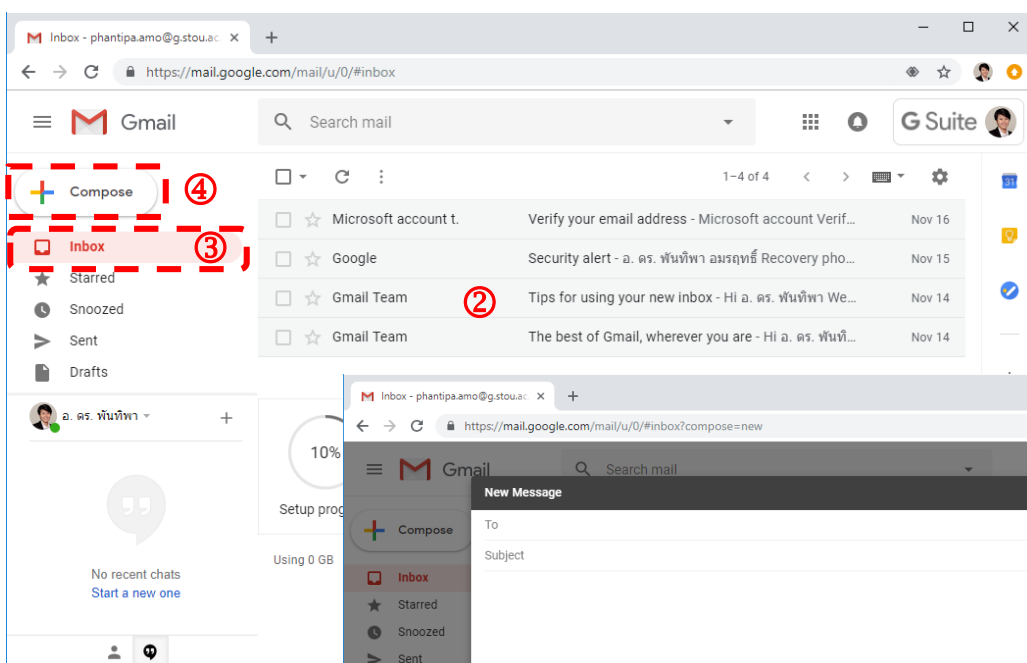 Inbox - phantipa.amo@g.stou.ac
https://mail.google.com/mail/u/0/#inbox
Gmail
Search mail
G Suite
Compose
④
1–4 of 4
31
Inbox
③
Starred
Snoozed
Sent
Drafts
Microsoft account t. Verify your email address - Microsoft account Verif... Nov 16
Google Security alert - อ. ดร. พันทิพา อมรฤทธิ์ Recovery pho... Nov 15
Gmail Team ② Tips for using your new inbox - Hi อ. ดร. พันทิพา We... Nov 14
Gmail Team The best of Gmail, wherever you are - Hi อ. ดร. พันทิ... Nov 14
อ. ดร. พันทิพา
No recent chats
Start a new one
10%
Setup prog
Using 0 GB
Inbox - phantipa.amo@g.stou.ac
https://mail.google.com/mail/u/0/#inbox?compose=new
Gmail
Search mail
Compose
Inbox
Starred
Snoozed
Sent
New Message
To
Subject